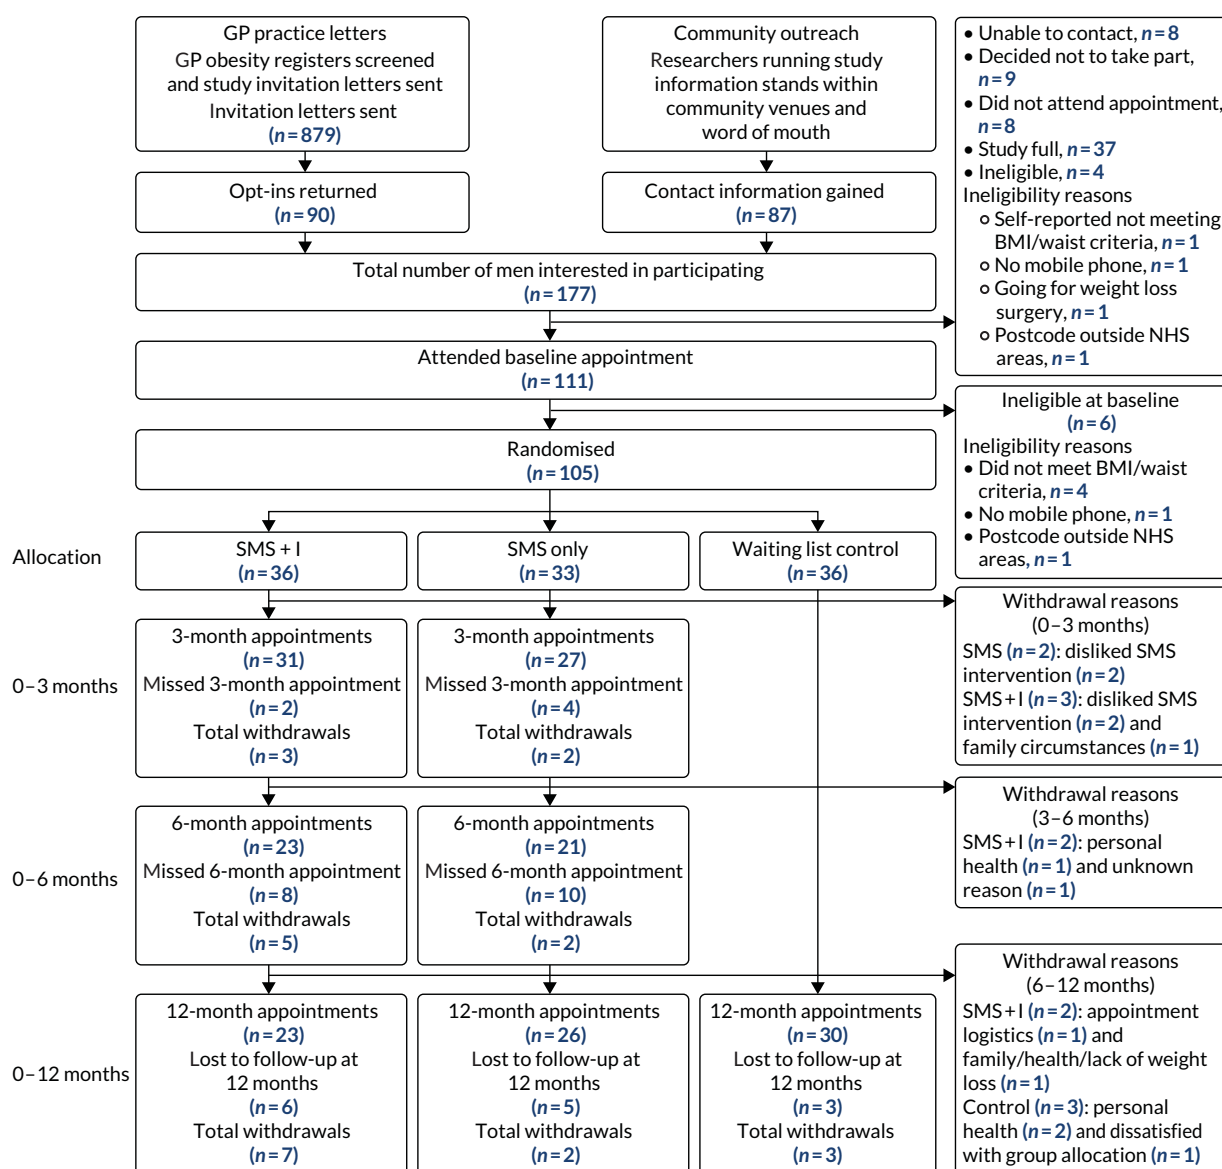 GP practice letters
GP obesity registers screened
and study invitation letters sent
Invitation letters sent
(n=879)
Community outreach
Researchers running study
information stands within
community venues and
word of mouth
• Unable to contact, n=8
• Decided not to take part,
n=9
• Did not attend appointment,
n=8
• Study full, n=37
• Ineligible, n=4
Ineligibility reasons
○ Self-reported not meeting
BMI/waist criteria, n=1
○ No mobile phone, n=1
○ Going for weight loss
surgery, n=1
○ Postcode outside NHS
areas, n=1
Opt-ins returned
(n=90)
Contact information gained
(n=87)
Total number of men interested in participating
(n=177)
Attended baseline appointment
(n=111)
Ineligible at baseline
(n=6)
Ineligibility reasons
• Did not meet BMI/waist
criteria, n=4
• No mobile phone, n=1
• Postcode outside NHS
areas, n=1
Randomised
(n=105)
Allocation
SMS + I
(n=36)
SMS only
(n=33)
Waiting list control
(n=36)
0–3 months
3-month appointments
(n=31)
Missed 3-month appointment
(n=2)
Total withdrawals
(n=3)
3-month appointments
(n=27)
Missed 3-month appointment
(n=4)
Total withdrawals
(n=2)
Withdrawal reasons
(0–3 months)
SMS (n=2): disliked SMS
intervention (n=2)
SMS+I (n=3): disliked SMS
intervention (n=2) and
family circumstances (n=1)
0–6 months
6-month appointments
(n=23)
Missed 6-month appointment
(n=8)
Total withdrawals
(n=5)
6-month appointments
(n=21)
Missed 6-month appointment
(n=10)
Total withdrawals
(n=2)
Withdrawal reasons
(3–6 months)
SMS+I (n=2): personal
health (n=1) and unknown
reason (n=1)
0–12 months
12-month appointments
(n=23)
Lost to follow-up at
12 months
(n=6)
Total withdrawals
(n=7)
12-month appointments
(n=26)
Lost to follow-up at
12 months
(n=5)
Total withdrawals
(n=2)
12-month appointments
(n=30)
Lost to follow-up at
12 months
(n=3)
Total withdrawals
(n=3)
Withdrawal reasons
(6–12 months)
SMS+I (n=2): appointment
logistics (n=1) and
family/health/lack of weight
loss (n=1)
Control (n=3): personal
health (n=2) and dissatisfied
with group allocation (n=1)